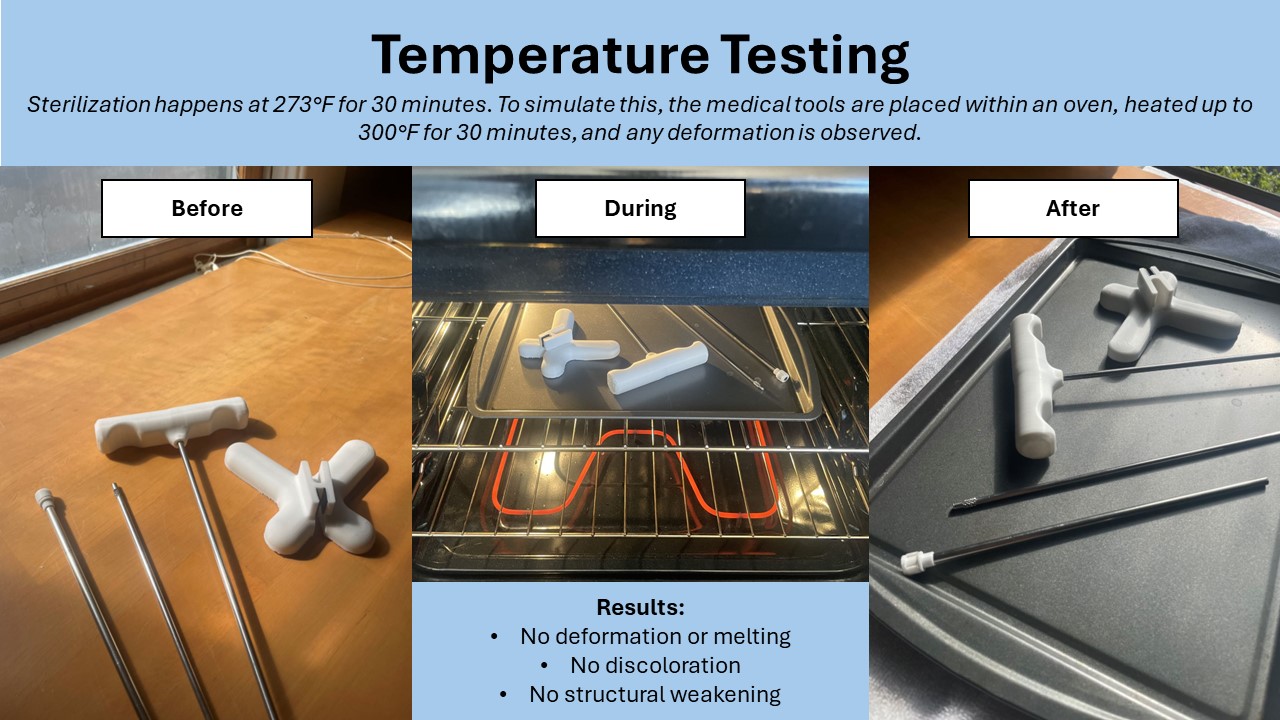 Temperature Testing
Sterilization happens at 273°F for 30 minutes. To simulate this, the medical tools are placed within an oven, heated up to
300°F for 30 minutes, and any deformation is observed.
Before
During
After
Results:
• No deformation or melting
• No discoloration
• No structural weakening